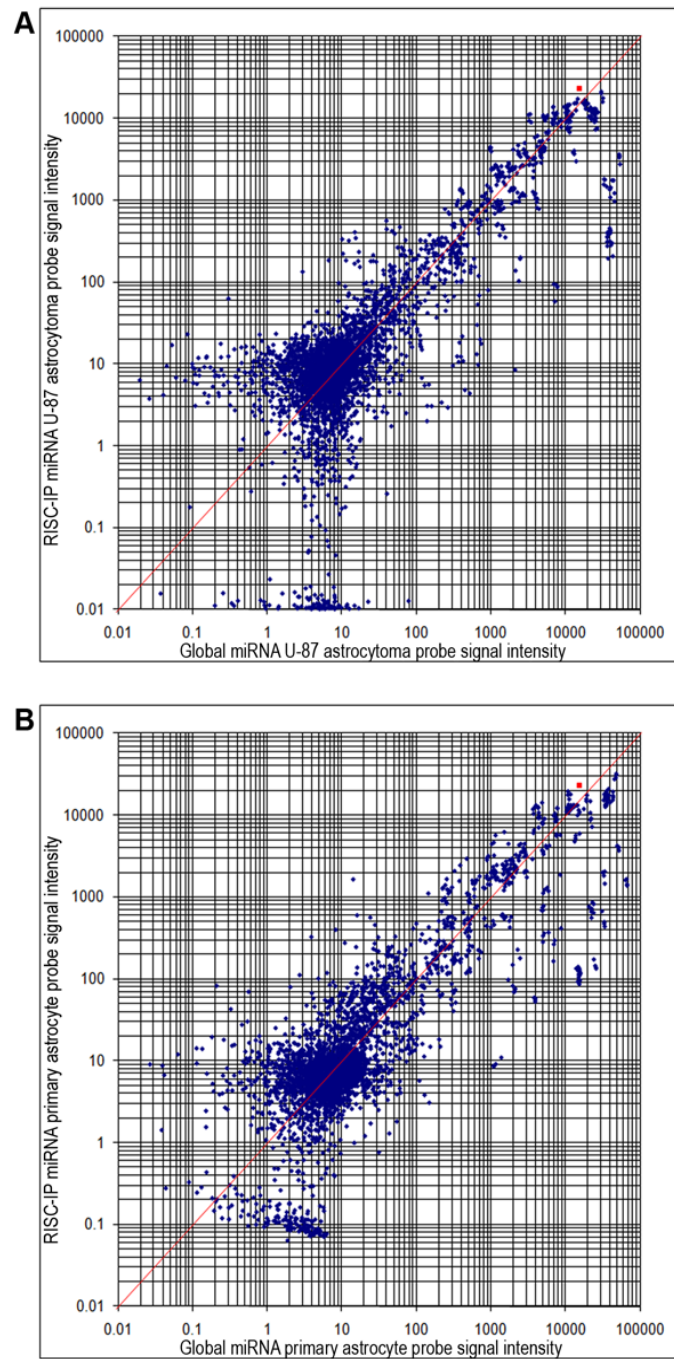 A
100000
10000
1000
100
10
1
0.1
0.01
RISC-IP miRNA U-87 astrocytoma probe signal intensity
0.01 0.1 1 10 100 1000 10000 100000
Global miRNA U-87 astrocytoma probe signal intensity
B
100000
10000
1000
100
10
1
0.1
0.01
RISC-IP miRNA primary astrocyte probe signal intensity
0.01 0.1 1 10 100 1000 10000 100000
Global miRNA primary astrocyte probe signal intensity